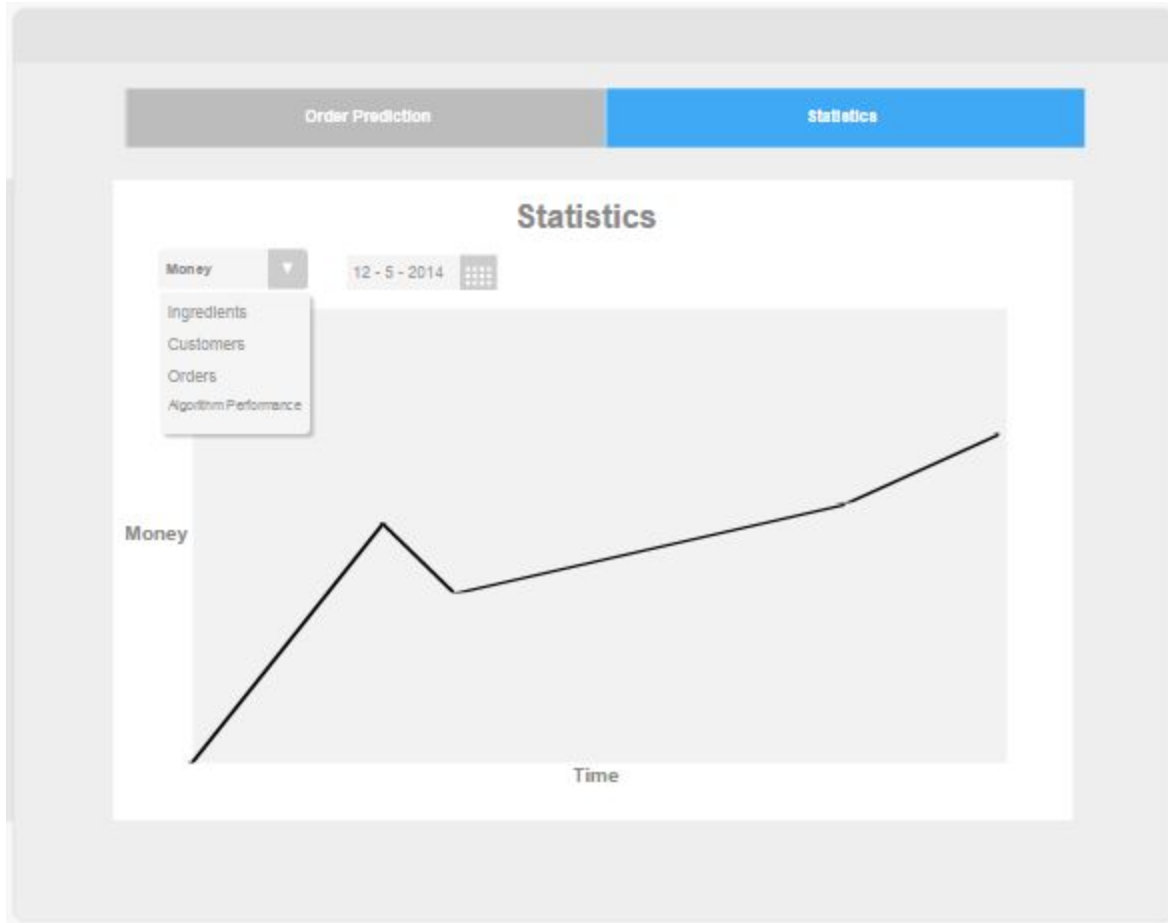 Order Prediction
Statistics
Statistics
Money
12 - 5 - 2014
Ingredients
Customers
Orders
Algorithm Performance
Money
Time